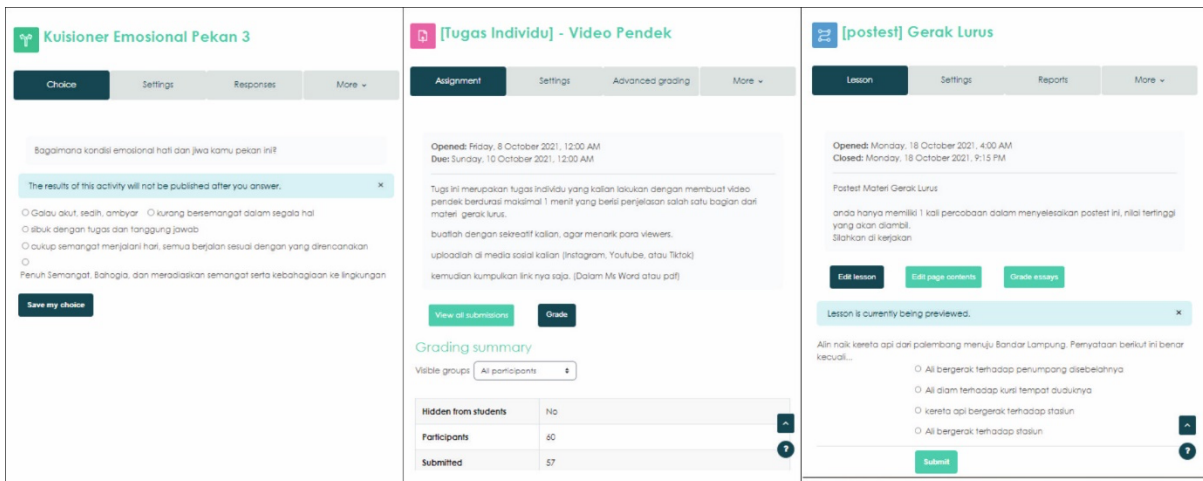 Kuisioner Emosional Pekan 3
Choice
Settings
Responses
More
Bagaimana kondisi emosional hati dan jiwa kamu pekan ini?
The results of this activity will not be published after you answer.
×
Galau akut, sedih, ambyar
kurang bersemangat dalam segala hal
sibuk dengan tugas dan tanggung jawab
cukup semangat menjalani hari, semua berjalan sesuai dengan yang direncanakan
Penuh Semangat, Bahagia, dan meradiasikan semangat serta kebahagiaan ke lingkungan
Save my choice
[Tugas Individu] - Video Pendek
Assignment
Settings
Advanced grading
More
Opened: Friday, 8 October 2021, 12:00 AM
Due: Sunday, 10 October 2021, 12:00 AM
Tugs ini merupakan tugas individu yang kalian lakukan dengan membuat video
pendek berdurasi maksimal 1 menit yang berisi penjelasan salah satu bagian dari
materi gerak lurus.
buatlah dengan sekreatif kalian, agar menarik para viewers.
uploadlah di media sosial kalian (Instagram, Youtube, atau Tiktok)
kemudian kumpulkan link nya saja. (Dalam Ms Word atau pdf)
View all submissions
Grade
Grading summary
Visible groups
All participants
Hidden from students
No
Participants
60
Submitted
57
?
[postest] Gerak Lurus
Lesson
Settings
Reports
More
Opened: Monday, 18 October 2021, 4:00 AM
Closed: Monday, 18 October 2021, 9:15 PM
Postest Materi Gerak Lurus
anda hanya memiliki 1 kali percobaan dalam menyelesaikan postest ini, nilai tertinggi
yang akan diambil.
Silahkan di kerjakan
Edit lesson
Edit page contents
Grade essays
Lesson is currently being previewed.
×
Alin naik kereta api dari palembang menuju Bandar Lampung. Pernyataan berikut ini benar
kecuali...
Ali bergerak terhadap penumpang disebelahnya
Ali diam terhadap kursi tempat duduknya
kereta api bergerak terhadap stasiun
Ali bergerak terhadap stasiun
Submit
?